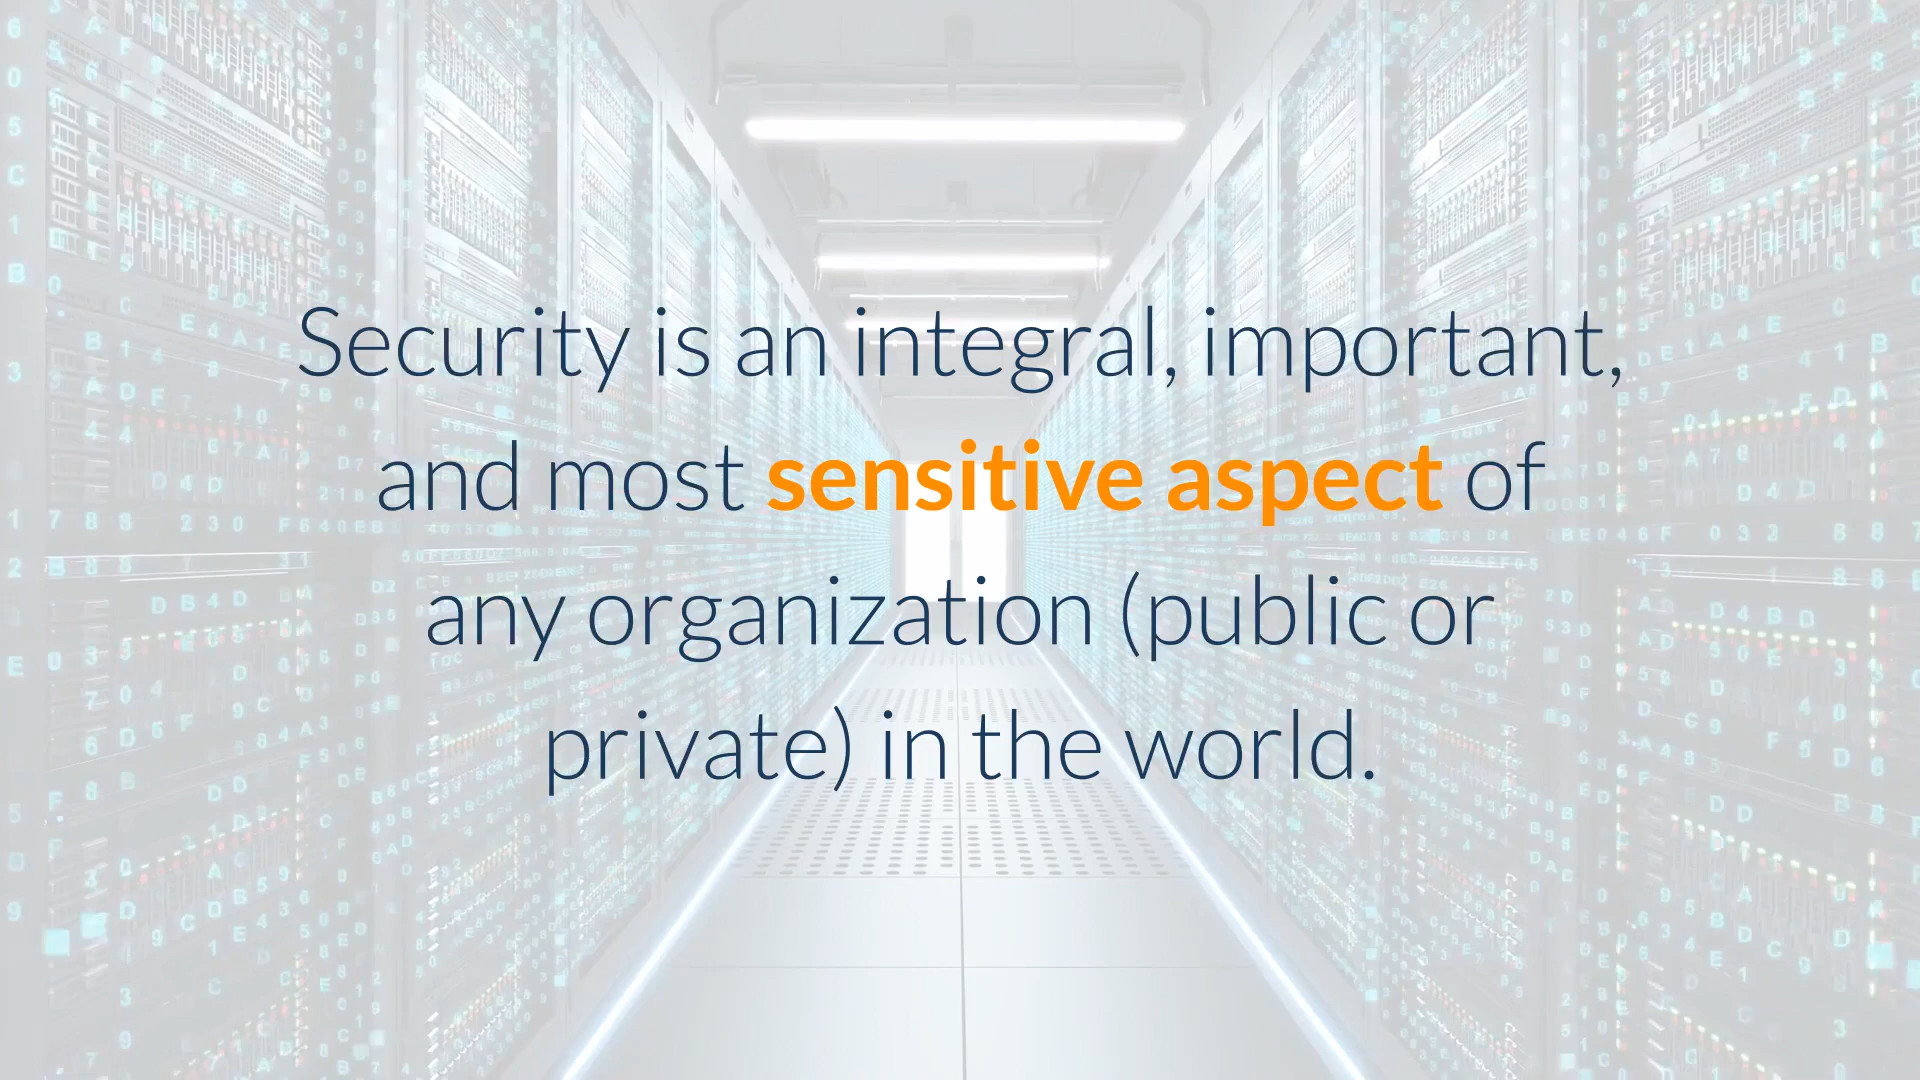 Security is an integral, important,
and most sensitive aspect of
any organization (public or
private) in the world.